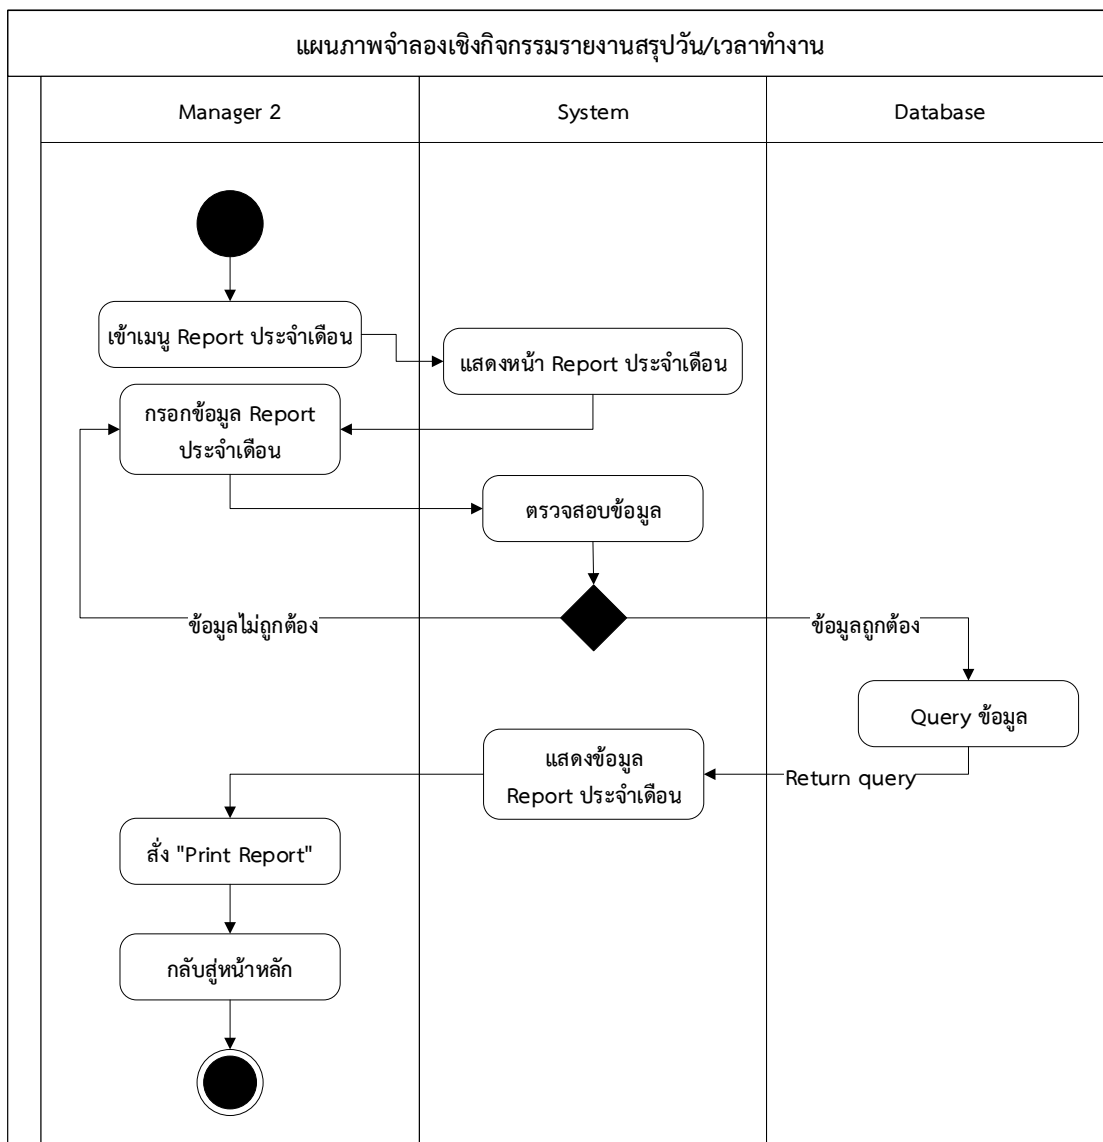 แผนภาพจำลองเชิงกิจกรรมรายงานสรุปวัน/เวลาทำงาน
Manager 2
System
Database
เข้าเมนู Report ประจำเดือน
แสดงหน้า Report ประจำเดือน
กรอกข้อมูล Report
ประจำเดือน
ตรวจสอบข้อมูล
ข้อมูลไม่ถูกต้อง
ข้อมูลถูกต้อง
Query ข้อมูล
แสดงข้อมูล
Report ประจำเดือน
Return query
สั่ง "Print Report"
กลับสู่หน้าหลัก